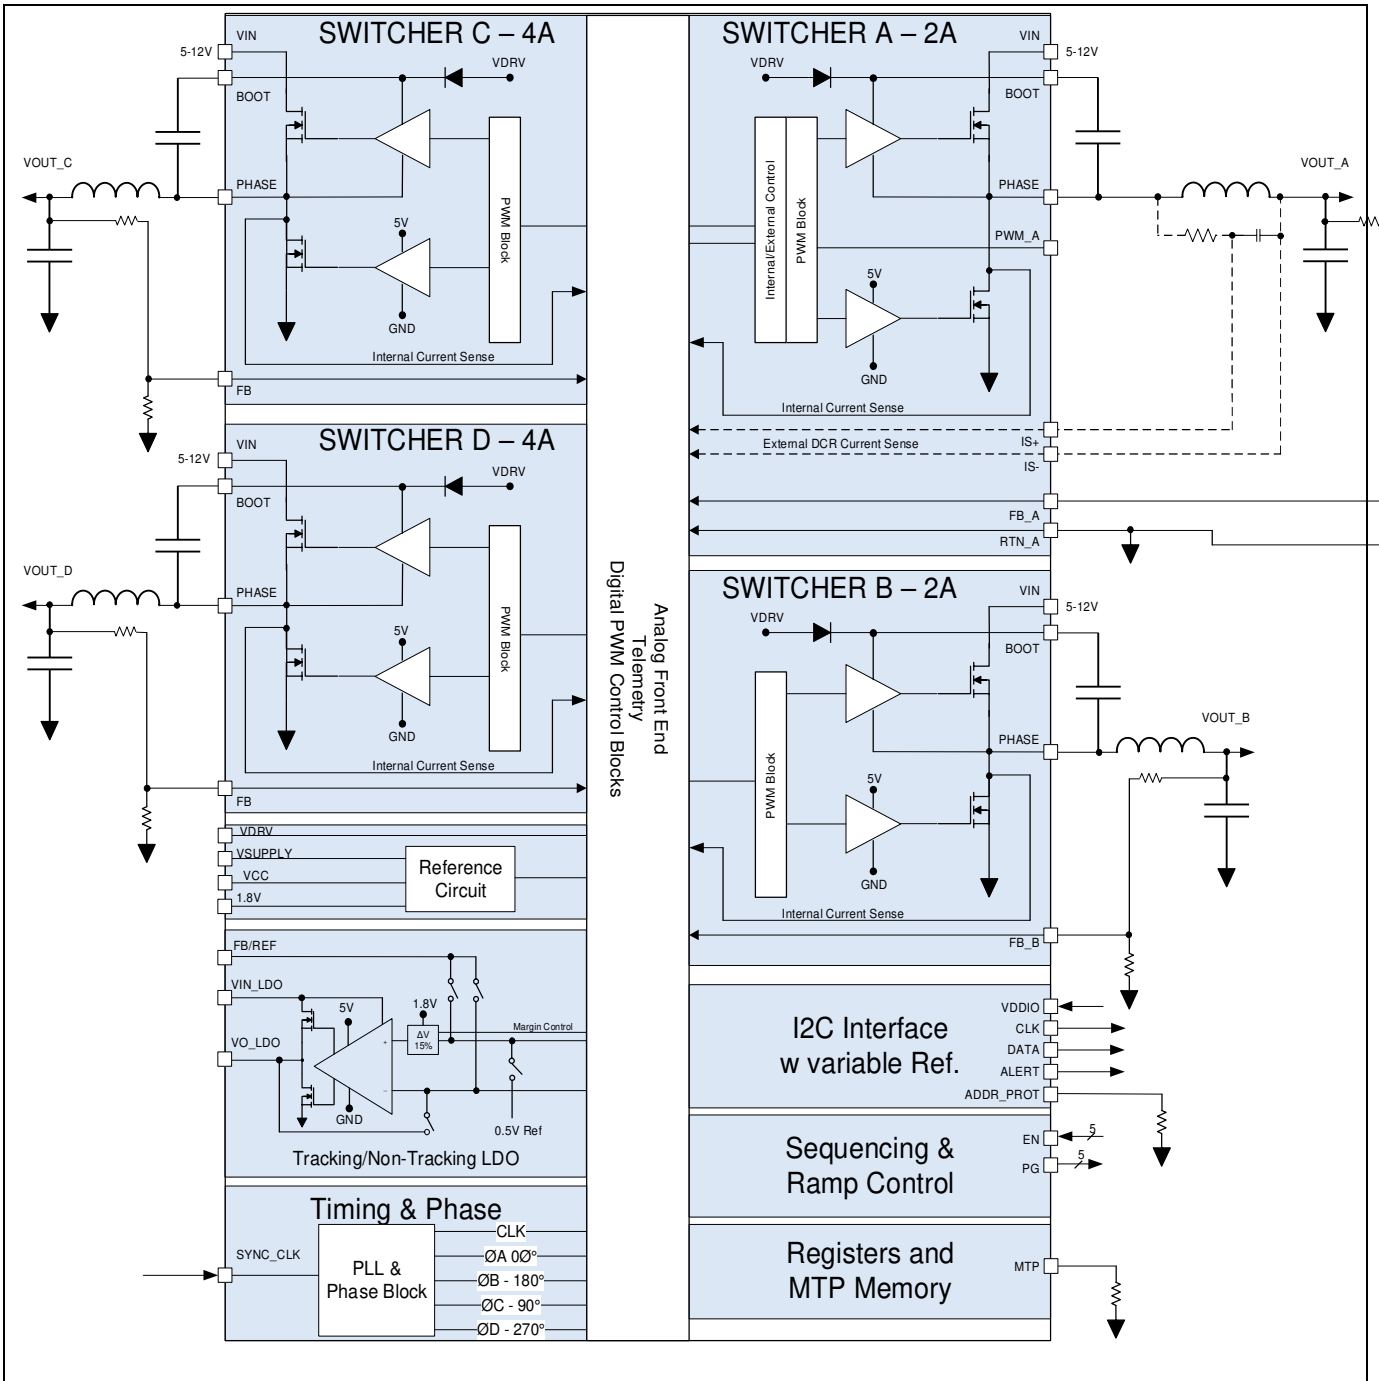 SWITCHER C – 4A
VIN
5-12V
VDRV
BOOT
VOUT_C
PHASE
PWM Block
5V
GND
Internal Current Sense
FB
SWITCHER D – 4A
VIN
5-12V
VDRV
BOOT
VOUT_D
PHASE
PWM Block
5V
GND
Internal Current Sense
FB
VDRV
VSUPPLY
VCC
1.8V
Reference
Circuit
FB/REF
VIN_LDO
5V
1.8V
VO_LDO
ΔV
15%
Margin Control
+
–
GND
0.5V Ref
Tracking/Non-Tracking LDO
Timing & Phase
SYNC_CLK
PLL &
Phase Block
CLK
ØA 0Ø°
ØB - 180°
ØC - 90°
ØD - 270°
Analog Front End
Telemetry
Digital PWM Control Blocks
SWITCHER A – 2A
VIN
5-12V
VDRV
BOOT
VOUT_A
PHASE
Internal/External Control
PWM Block
PWM_A
5V
GND
Internal Current Sense
External DCR Current Sense
IS+
IS-
FB_A
RTN_A
SWITCHER B – 2A
VIN
5-12V
VDRV
BOOT
VOUT_B
PHASE
PWM Block
5V
GND
Internal Current Sense
FB_B
I2C Interface
w variable Ref.
VDDIO
CLK
DATA
ALERT
ADDR_PROT
Sequencing &
Ramp Control
EN
5
PG
5
Registers and
MTP Memory
MTP